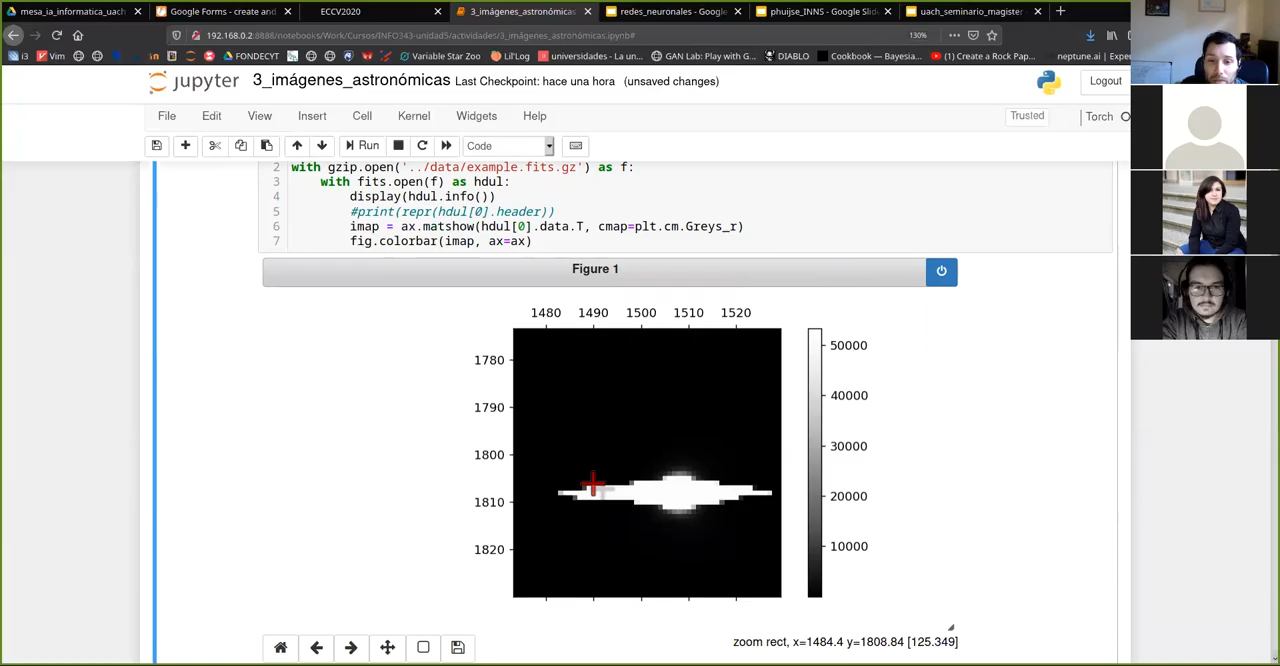 mesa_ia_informatica_uach
Google Forms - create and
ECCV2020
3_imágenes_astronómicas
redes_neuronales - Google
phuijse_INNS - Google Slide
uach_seminario_magister -
192.168.0.2:8888/notebooks/Work/Cursos/INFO343-unidad5/actividades/3_imágenes_astronómicas.ipynb#
130%
i3
Vim
FONDECYT
in
Variable Star Zoo
Lil'Log
universidades - La un...
GAN Lab: Play with G...
DIABLO
Cookbook — Bayesia...
Create a Rock Pap...
neptune.ai | Exper
jupyter
3_imágenes_astronómicas
Last Checkpoint: hace una hora
(unsaved changes)
Logout
File
Edit
View
Insert
Cell
Kernel
Widgets
Help
Trusted
Torch
Run
Code
2 with gzip.open('../data/example.fits.gz') as f:
3 with fits.open(f) as hdul:
4 display(hdul.info())
5 #print(repr(hdul[0].header))
6 imap = ax.matshow(hdul[0].data.T, cmap=plt.cm.Greys_r)
7 fig.colorbar(imap, ax=ax)
Figure 1
1480 1490 1500 1510 1520
1780
1790
1800
1810
1820
50000
40000
30000
20000
10000
zoom rect, x=1484.4 y=1808.84 [125.349]